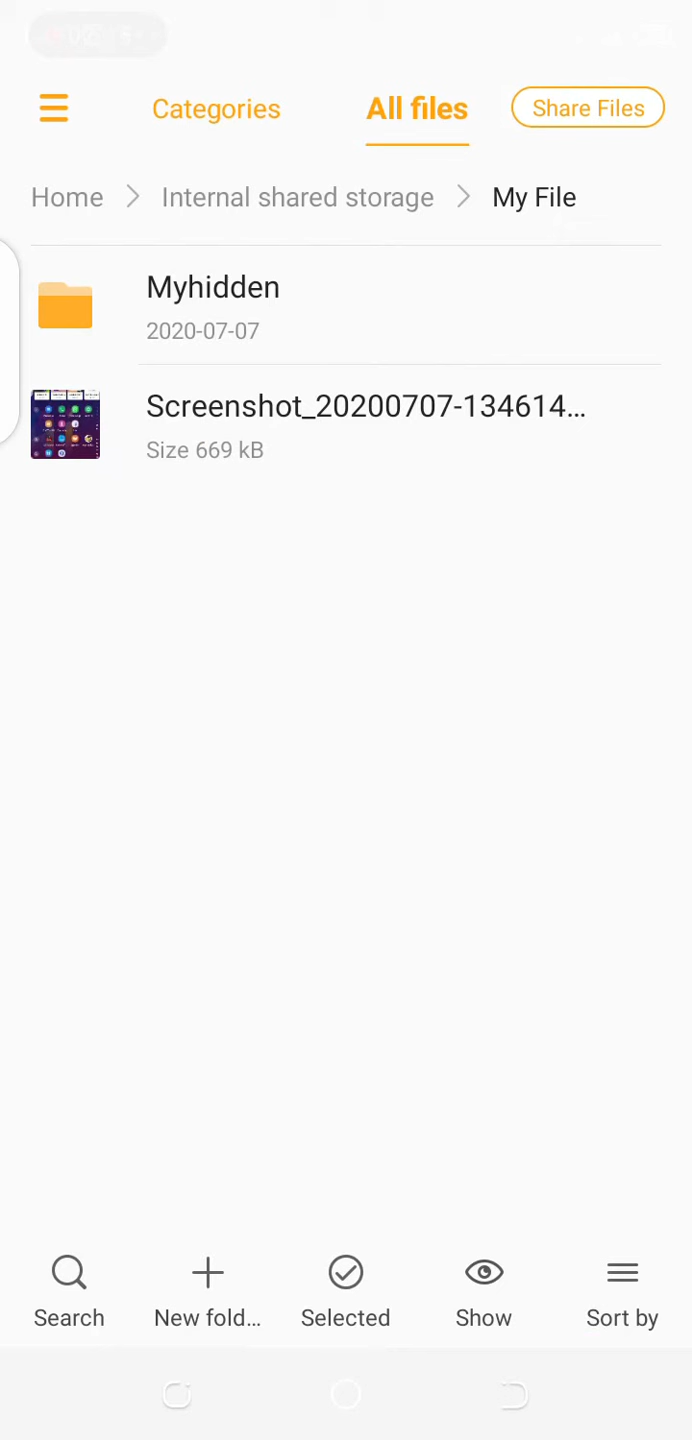 Categories All files Share Files
Home Internal shared storage My File
Myhidden
2020-07-07
Screenshot_20200707-134614...
Size 669 kB
Search New fold... Selected Show Sort by